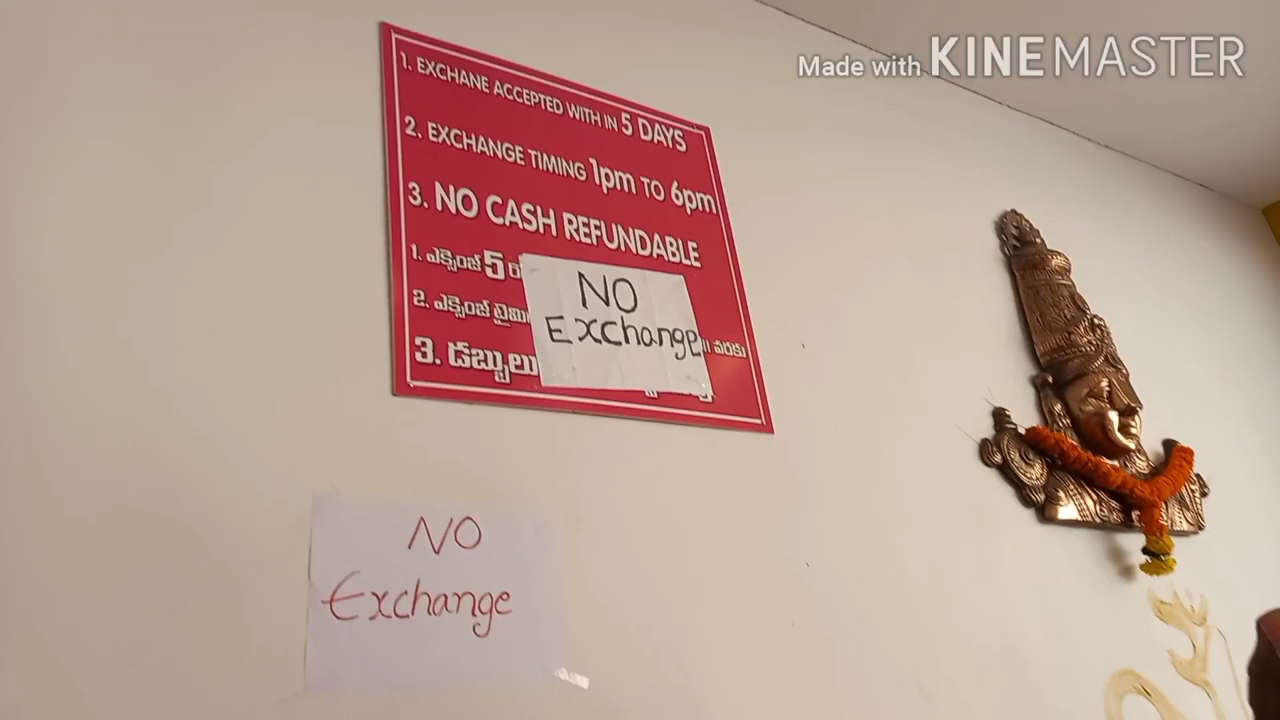 Made with KINEMASTER
1. EXCHANE ACCEPTED WITH IN 5 DAYS
2. EXCHANGE TIMING 1pm TO 6pm
3. NO CASH REFUNDABLE
1. ఎక్సెంజ్ 5
2. ఎక్సెంజ్ టైమి
వరకు
3. డబ్బులు
NO
Exchange
NO
Exchange